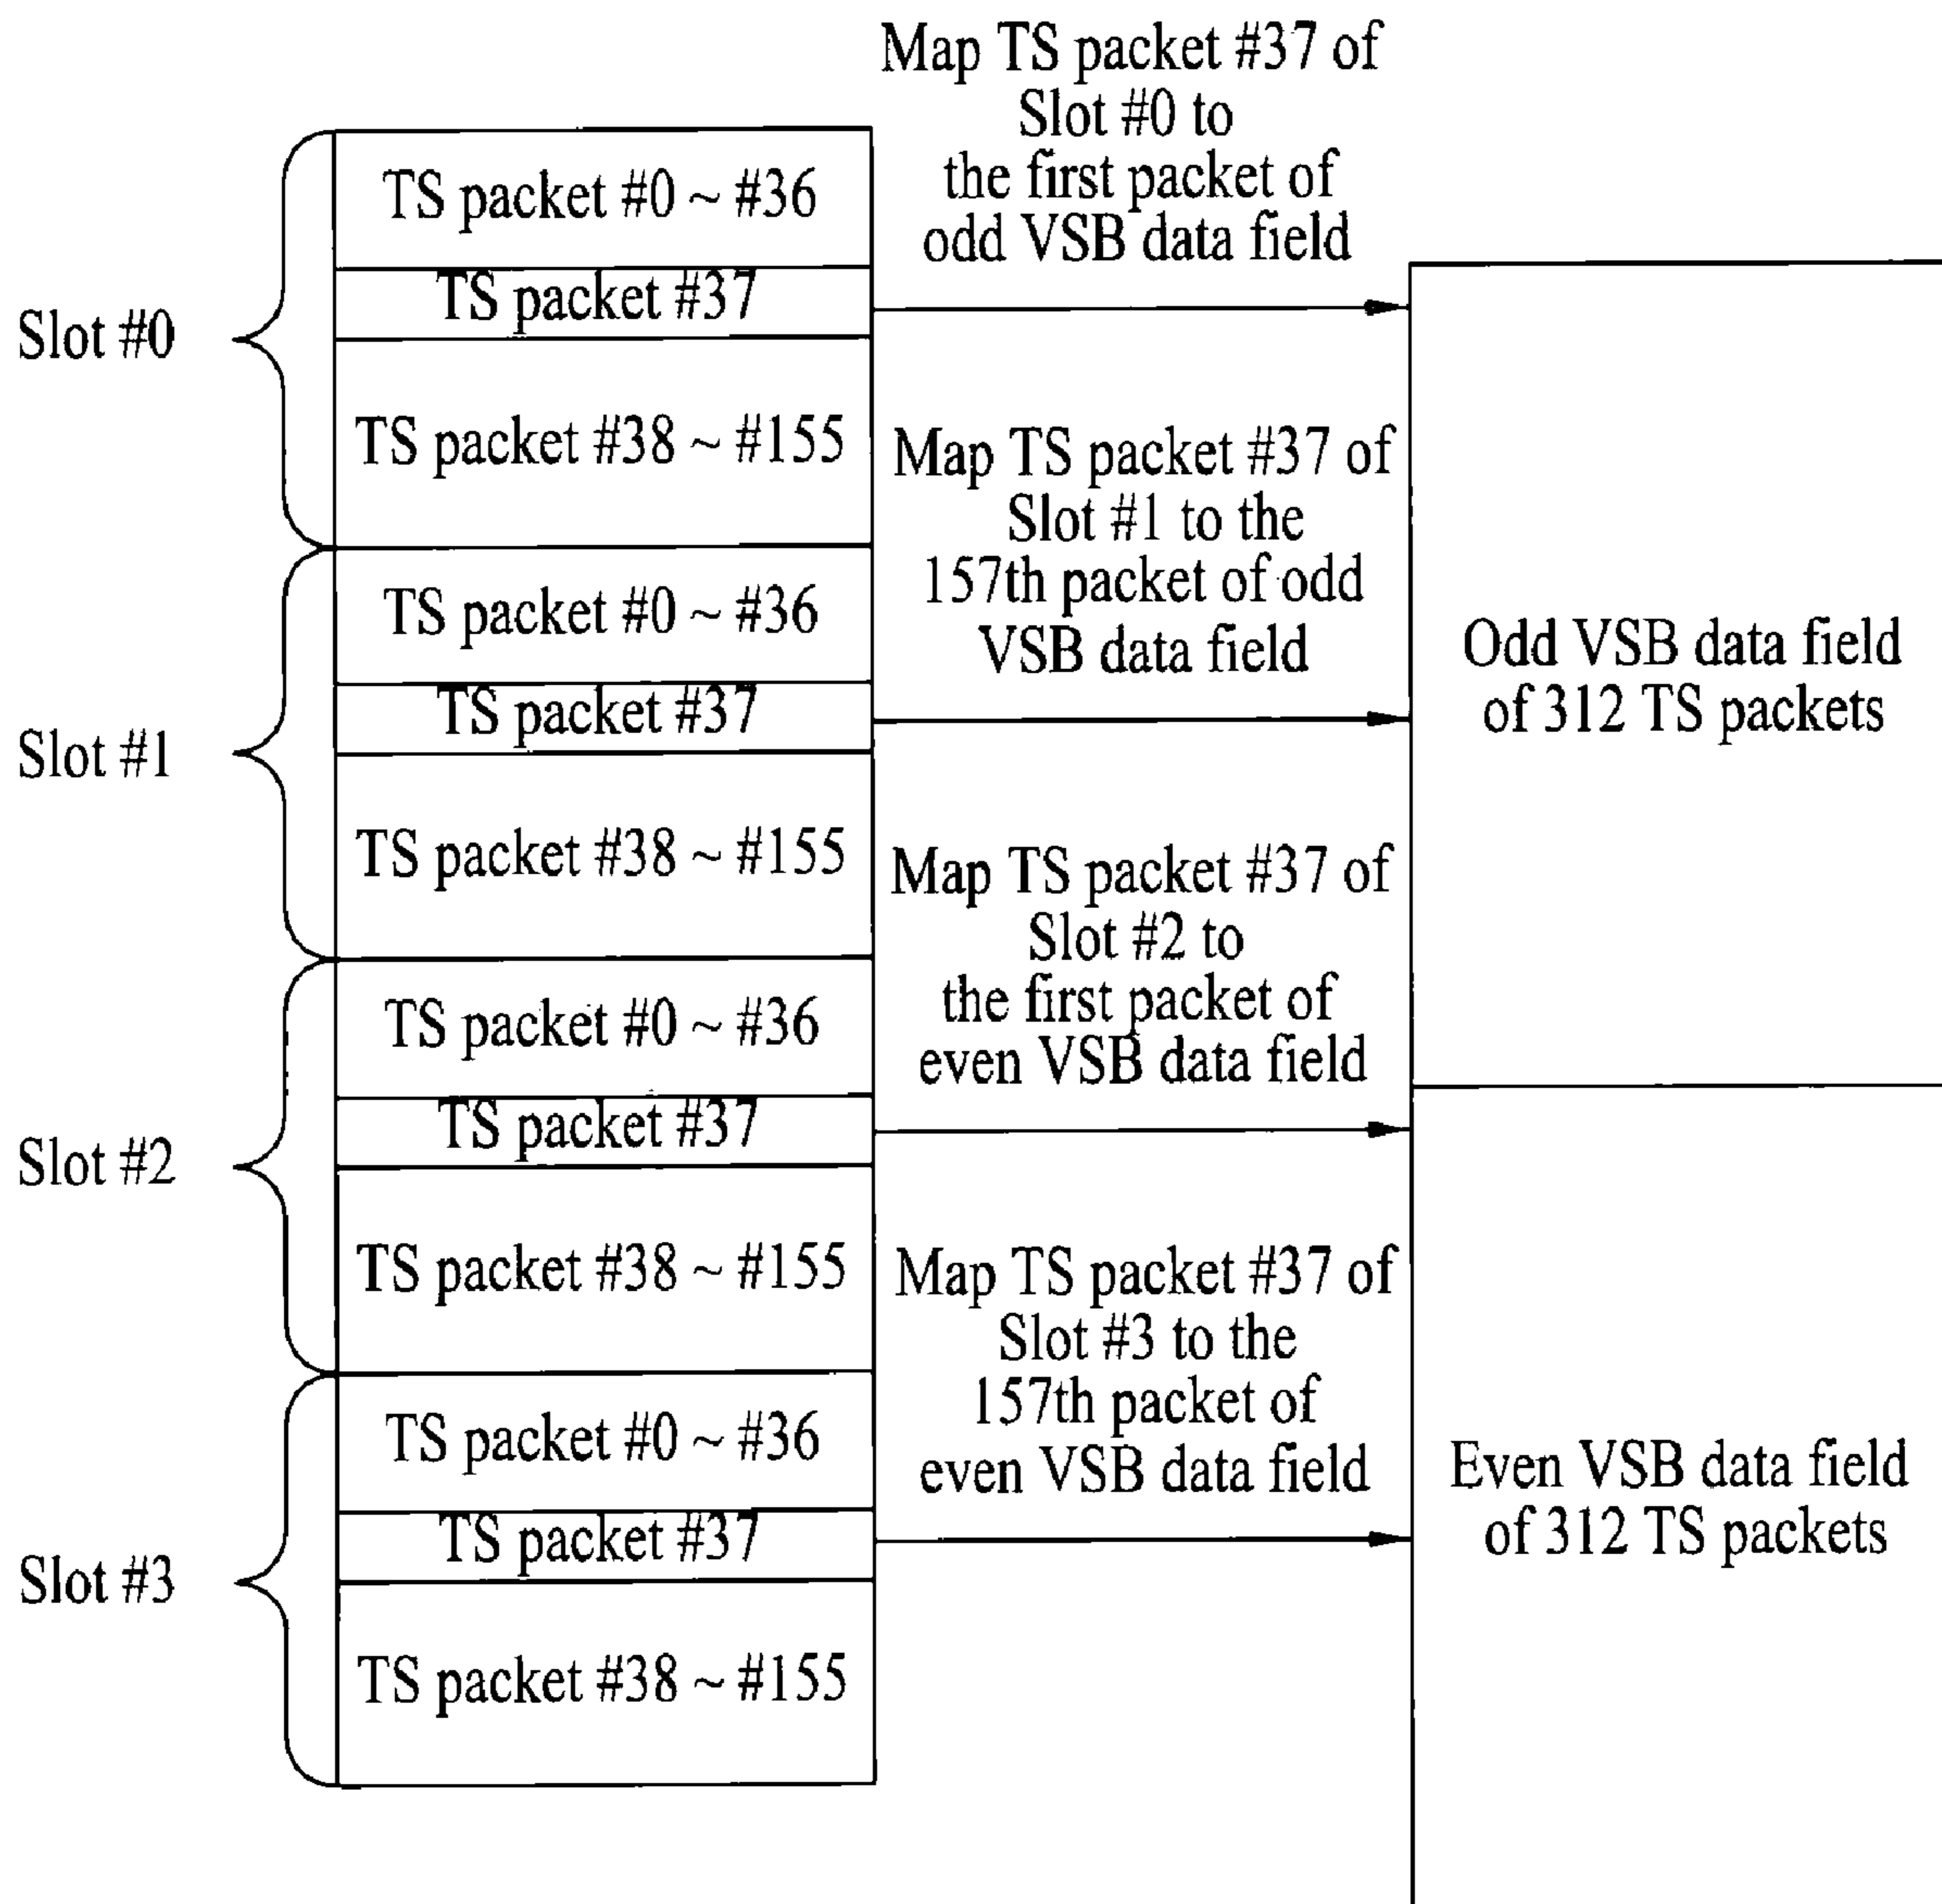 Map TS packet #37 of
Slot #0 to
the first packet of
odd VSB data field
Slot #0
TS packet #0 ~ #36
TS packet #37
TS packet #38 ~ #155
Map TS packet #37 of
Slot #1 to the
157th packet of odd
VSB data field
Slot #1
TS packet #0 ~ #36
TS packet #37
TS packet #38 ~ #155
Odd VSB data field
of 312 TS packets
Map TS packet #37 of
Slot #2 to
the first packet of
even VSB data field
Slot #2
TS packet #0 ~ #36
TS packet #37
TS packet #38 ~ #155
Map TS packet #37 of
Slot #3 to the
157th packet of
even VSB data field
Slot #3
TS packet #0 ~ #36
TS packet #37
TS packet #38 ~ #155
Even VSB data field
of 312 TS packets